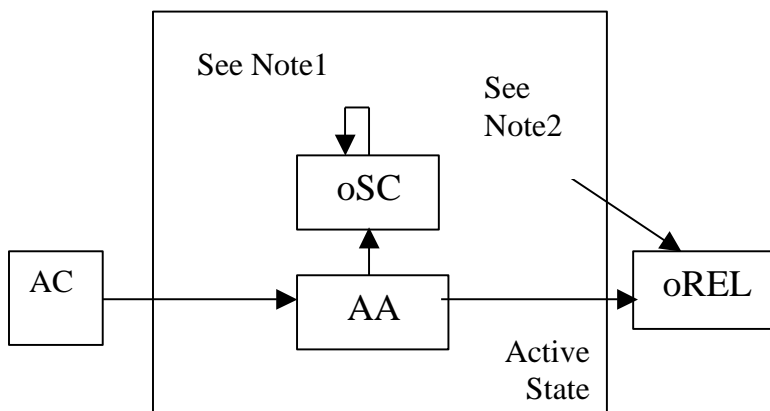 See Note1
See
Note2
oSC
AC
AA
oREL
Active
State